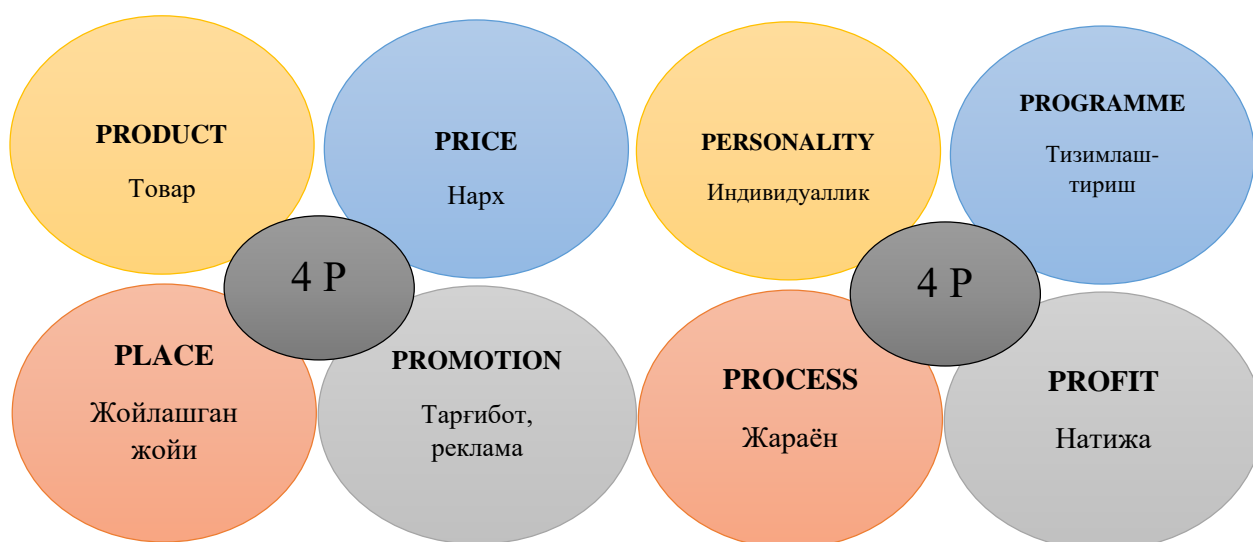 PRODUCT
Товар
PRICE
Нарх
4 P
PLACE
Жойлашган
жойи
PROMOTION
Тарғибот,
реклама
PERSONALITY
Индивидуаллик
PROGRAMME
Тизимлаш-
тириш
4 P
PROCESS
Жараён
PROFIT
Натижа